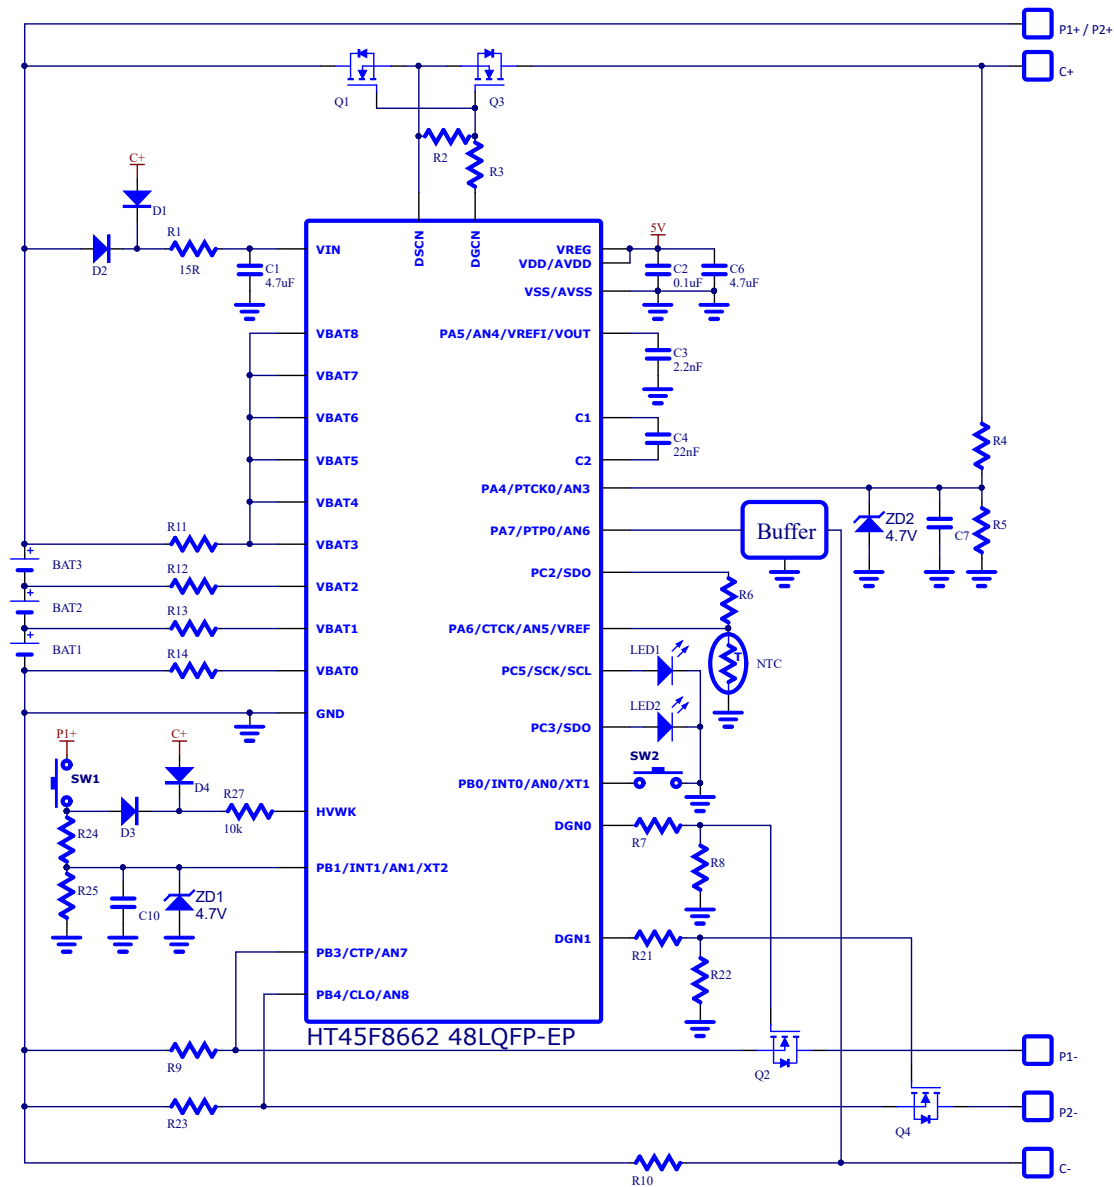 P1+ / P2+
C+
Q1
Q3
R2
R3
C+
D1
R1
D2
15R
VIN
C1
4.7uF
DSCN
DGCN
VREG
VDD/AVDD
VSS/AVSS
5V
C2
0.1uF
C6
4.7uF
VBAT8
PA5/AN4/VREFI/VOUT
C3
2.2nF
VBAT7
VBAT6
C1
C4
22nF
VBAT5
C2
R4
VBAT4
PA4/PTCK0/AN3
R11
VBAT3
PA7/PTP0/AN6
Buffer
ZD2
4.7V
C7
R5
+
BAT3
R12
VBAT2
PC2/SDO
R6
+
BAT2
R13
VBAT1
PA6/CTCK/AN5/VREF
+
BAT1
R14
VBAT0
PC5/SCK/SCL
LED1
T
NTC
GND
PC3/SDO
LED2
P1+
C+
SW1
D4
PB0/INT0/AN0/XT1
SW2
R27
10k
HVWK
D3
R24
DGN0
R7
R8
PB1/INT1/AN1/XT2
R25
C10
ZD1
4.7V
DGN1
R21
R22
PB3/CTP/AN7
PB4/CLO/AN8
HT45F8662 48LQFP-EP
R9
Q2
P1-
R23
Q4
P2-
R10
C-